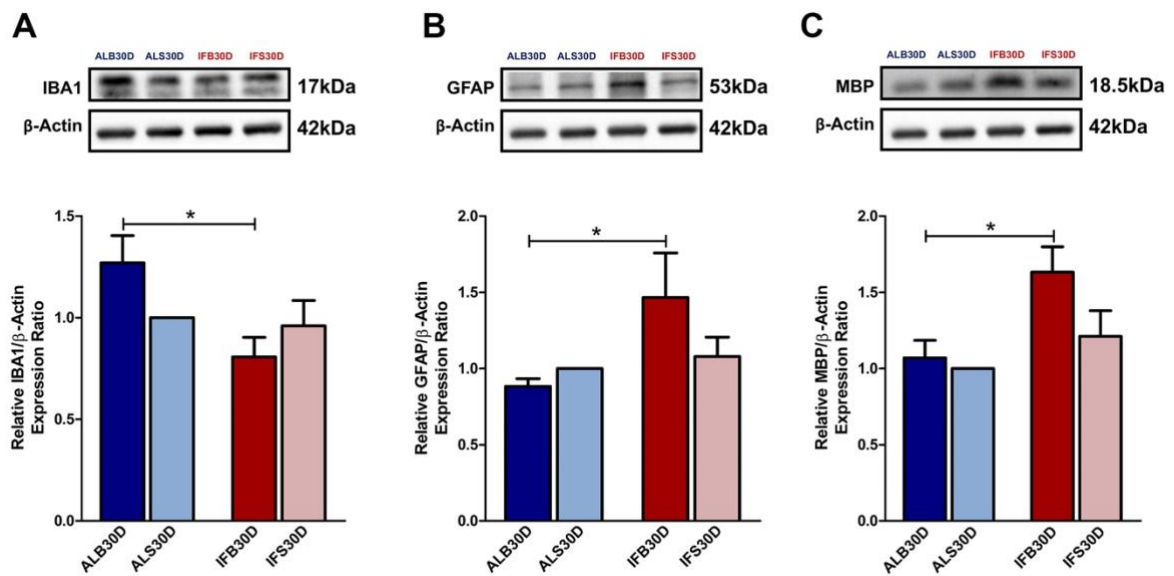 A
ALB30D ALS30D IFB30D IFS30D
IBA1 17kDa
β-Actin 42kDa
1.5
*
1.0
0.5
0.0
Relative IBA1/β-Actin
Expression Ratio
ALB30D ALS30D IFB30D IFS30D
B
ALB30D ALS30D IFB30D IFS30D
GFAP 53kDa
β-Actin 42kDa
2.0
*
1.5
1.0
0.5
0.0
Relative GFAP/β-Actin
Expression Ratio
ALB30D ALS30D IFB30D IFS30D
C
ALB30D ALS30D IFB30D IFS30D
MBP 18.5kDa
β-Actin 42kDa
2.0
*
1.5
1.0
0.5
0.0
Relative MBP/β-Actin
Expression Ratio
ALB30D ALS30D IFB30D IFS30D